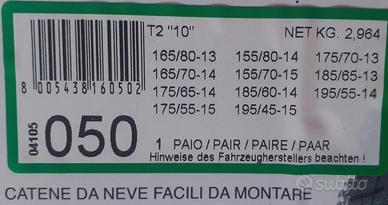 T2 "10" NET KG. 2,964
165/80-13 155/80-14 175/70-13
165/70-14 155/70-15 185/65-13
175/65-14 185/60-14 195/55-14
175/55-15 195/45-15
8 005438 160502
04105
050
1 PAIO / PAIR / PAIRE / PAAR
Hinweise des Fahrzeugherstellers beachten !
CATENE DA NEVE FACILI DA MONTARE
subito